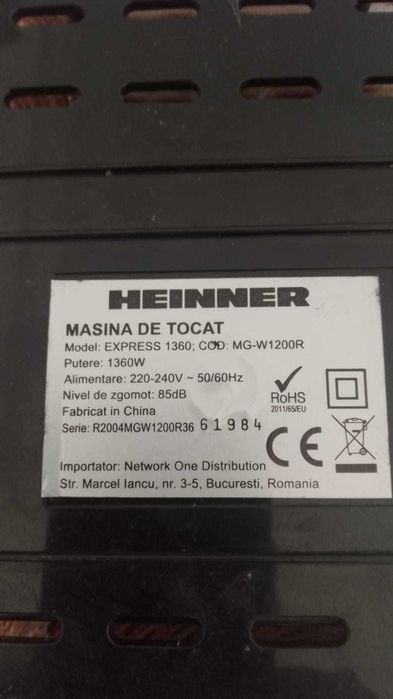 HEINNER
MASINA DE TOCAT
Model: EXPRESS 1360; COD: MG-W1200R
Putere: 1360W
Alimentare: 220-240V ~ 50/60Hz
Nivel de zgomot: 85dB
Fabricat in China
Serie: R2004MGW1200R36 61984
RoHS
2011/65/EU
CE
Importator: Network One Distribution
Str. Marcel Iancu, nr. 3-5, Bucuresti, Romania